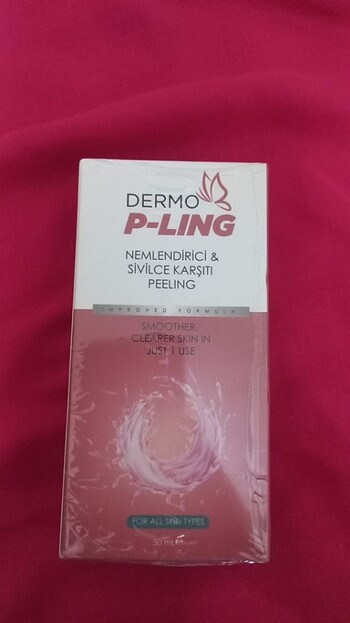 DERMO
P-LING
NEMLENDİRİCİ &
SİVİLCE KARŞITI
PEELING
IMPROVED FORMULA
SMOOTHER,
CLEARER SKIN IN
JUST 1 USE
FOR ALL SKIN TYPES
50 mL ℮